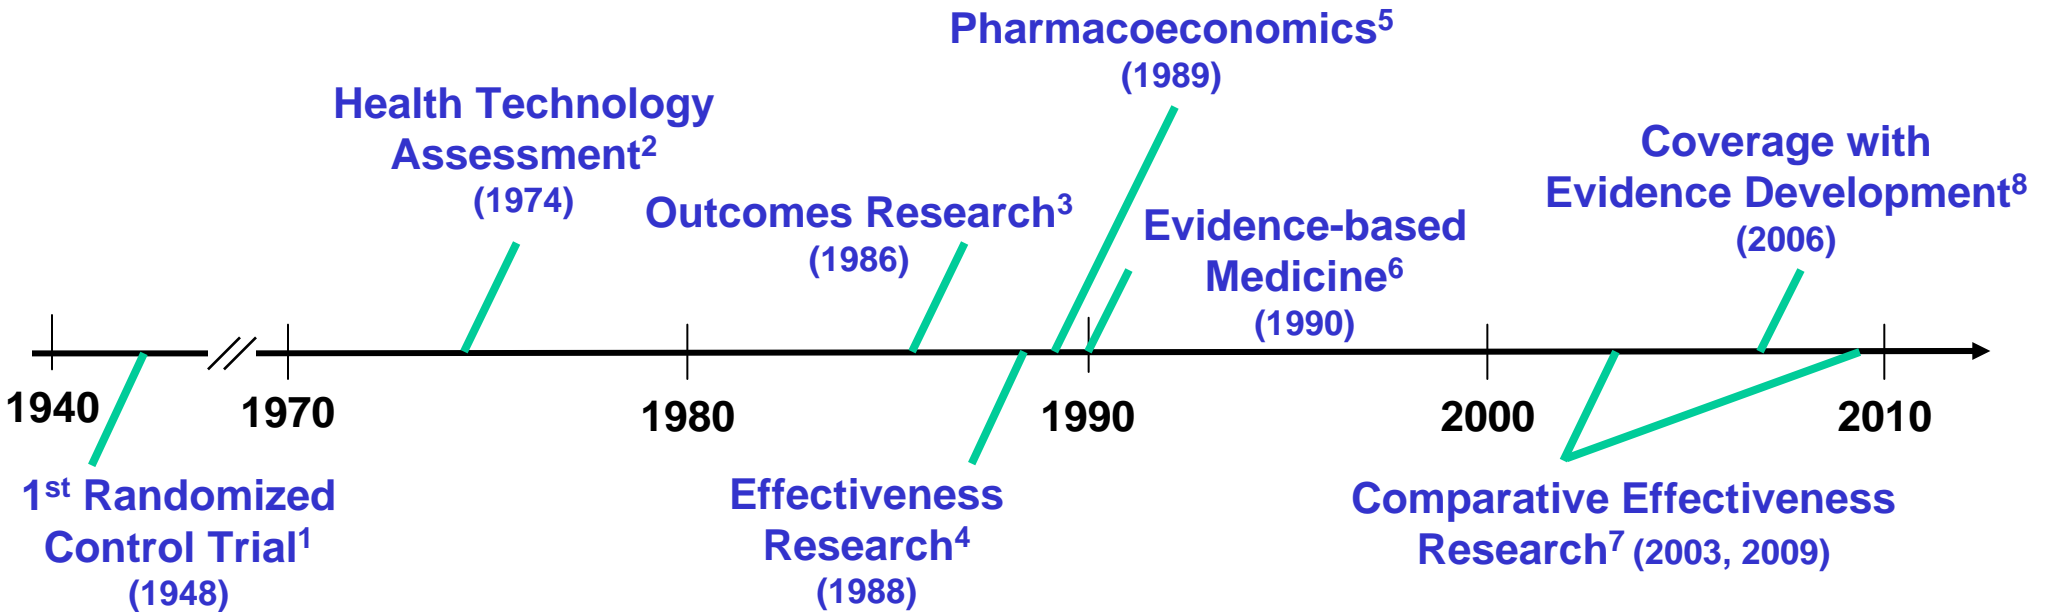 Pharmacoeconomics⁵
(1989)
Health Technology
Assessment²
(1974)
Outcomes Research³
(1986)
Evidence-based
Medicine⁶
(1990)
Coverage with
Evidence Development⁸
(2006)
1940
1970
1980
1990
2000
2010
1st Randomized
Control Trial¹
(1948)
Effectiveness
Research⁴
(1988)
Comparative Effectiveness
Research⁷ (2003, 2009)